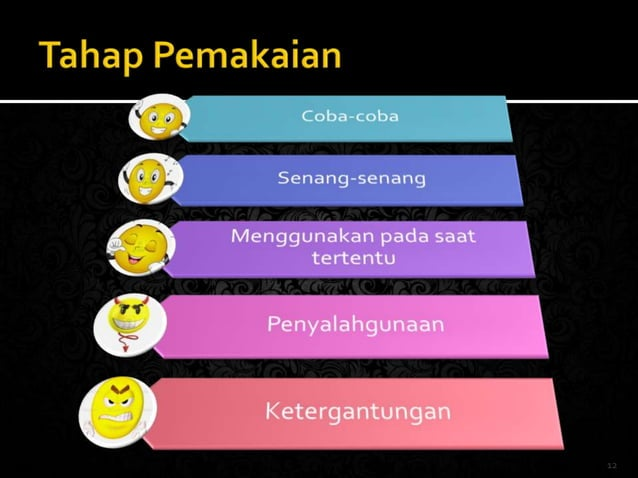 Tahap Pemakaian
Coba-coba
Senang-senang
Menggunakan pada saat
tertentu
Penyalahgunaan
Ketergantungan
12